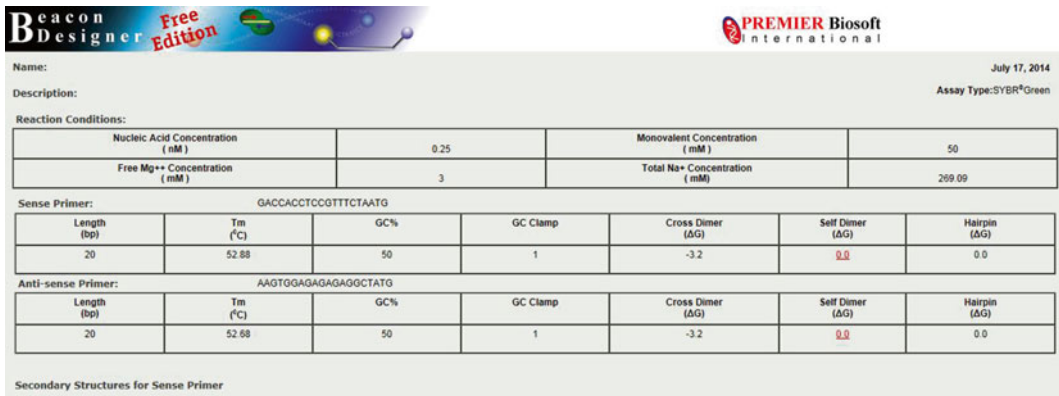 Beacon Designer Free Edition
PREMIER Biosoft
International
Name:
July 17, 2014
Description:
Assay Type:SYBR®Green
Reaction Conditions:
Nucleic Acid Concentration
( nM )
0.25
Monovalent Concentration
( mM )
50
Free Mg++ Concentration
( mM )
3
Total Na+ Concentration
( mM)
269.09
Sense Primer: GACCACCTCCGTTTCTAATG
Length
(bp)
Tm
(⁰C)
GC%
GC Clamp
Cross Dimer
(ΔG)
Self Dimer
(ΔG)
Hairpin
(ΔG)
20 52.88 50 1 -3.2 0.0 0.0
Anti-sense Primer: AAGTGGAGAGAGAGGCTATG
Length
(bp)
Tm
(⁰C)
GC%
GC Clamp
Cross Dimer
(ΔG)
Self Dimer
(ΔG)
Hairpin
(ΔG)
20 52.68 50 1 -3.2 0.0 0.0
Secondary Structures for Sense Primer